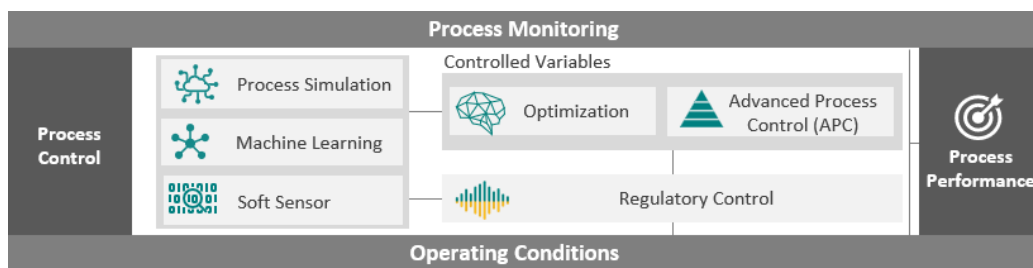 Process Monitoring
Process
Control
Process Simulation
Machine Learning
Soft Sensor
Controlled Variables
Optimization
Advanced Process
Control (APC)
Regulatory Control
Process
Performance
Operating Conditions